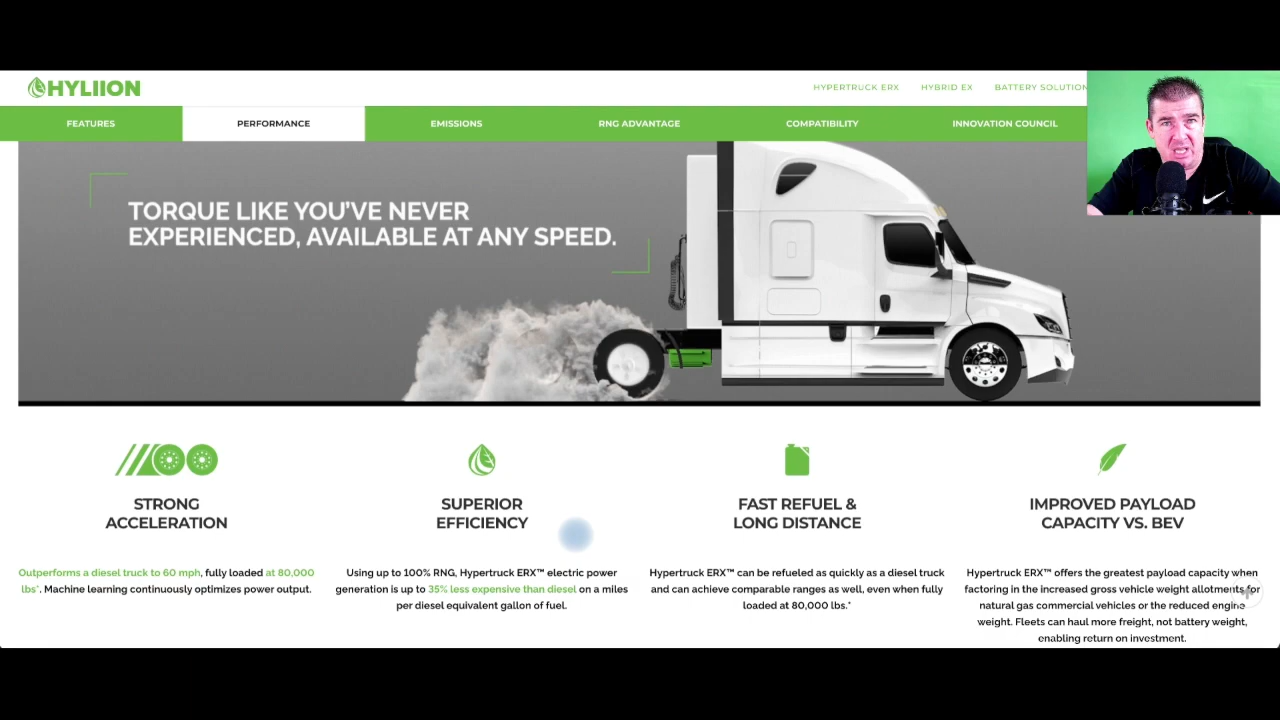 HYLIION
HYPERTRUCK ERX HYBRID EX BATTERY SOLUTION
FEATURES PERFORMANCE EMISSIONS RNG ADVANTAGE COMPATIBILITY INNOVATION COUNCIL
TORQUE LIKE YOU'VE NEVER
EXPERIENCED, AVAILABLE AT ANY SPEED.
STRONG
ACCELERATION
Outperforms a diesel truck to 60 mph, fully loaded at 80,000
lbs*. Machine learning continuously optimizes power output.
SUPERIOR
EFFICIENCY
Using up to 100% RNG, Hypertruck ERX™ electric power
generation is up to 35% less expensive than diesel on a miles
per diesel equivalent gallon of fuel.
FAST REFUEL &
LONG DISTANCE
Hypertruck ERX™ can be refueled as quickly as a diesel truck
and can achieve comparable ranges as well, even when fully
loaded at 80,000 lbs.*
IMPROVED PAYLOAD
CAPACITY VS. BEV
Hypertruck ERX™ offers the greatest payload capacity when
factoring in the increased gross vehicle weight allotments for
natural gas commercial vehicles or the reduced engine
weight. Fleets can haul more freight, not battery weight,
enabling return on investment.